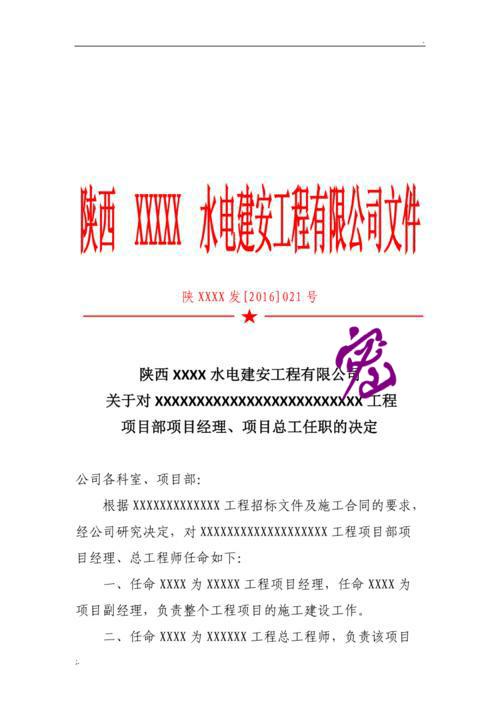 陕西 XXXXX 水电建安工程有限公司文件
陕 XXXX 发[2016]021 号
陕西 XXXX 水电建安工程有限公司
关于对 XXXXXXXXXXXXXXXXXXXXXXXXX 工程
项目部项目经理、项目总工任职的决定
公司各科室、项目部：
根据 XXXXXXXXXXXXX 工程招标文件及施工合同的要求，
经公司研究决定，对 XXXXXXXXXXXXXXXXXXX 工程项目部项
目经理、总工程师任命如下：
一、任命 XXXX 为 XXXXX 工程项目经理，任命 XXXX 为
项目副经理，负责整个工程项目的施工建设工作。
二、任命 XXXX 为 XXXXXX 工程总工程师，负责该项目